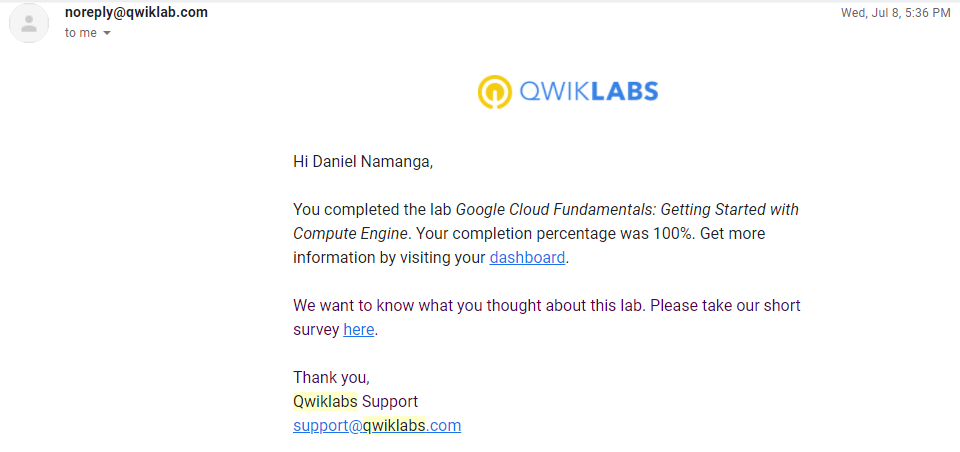 noreply@qwiklab.com
Wed, Jul 8, 5:36 PM
to me
QWIKLABS
Hi Daniel Namanga,
You completed the lab Google Cloud Fundamentals: Getting Started with
Compute Engine. Your completion percentage was 100%. Get more
information by visiting your dashboard.
We want to know what you thought about this lab. Please take our short
survey here.
Thank you,
Qwiklabs Support
support@qwiklabs.com